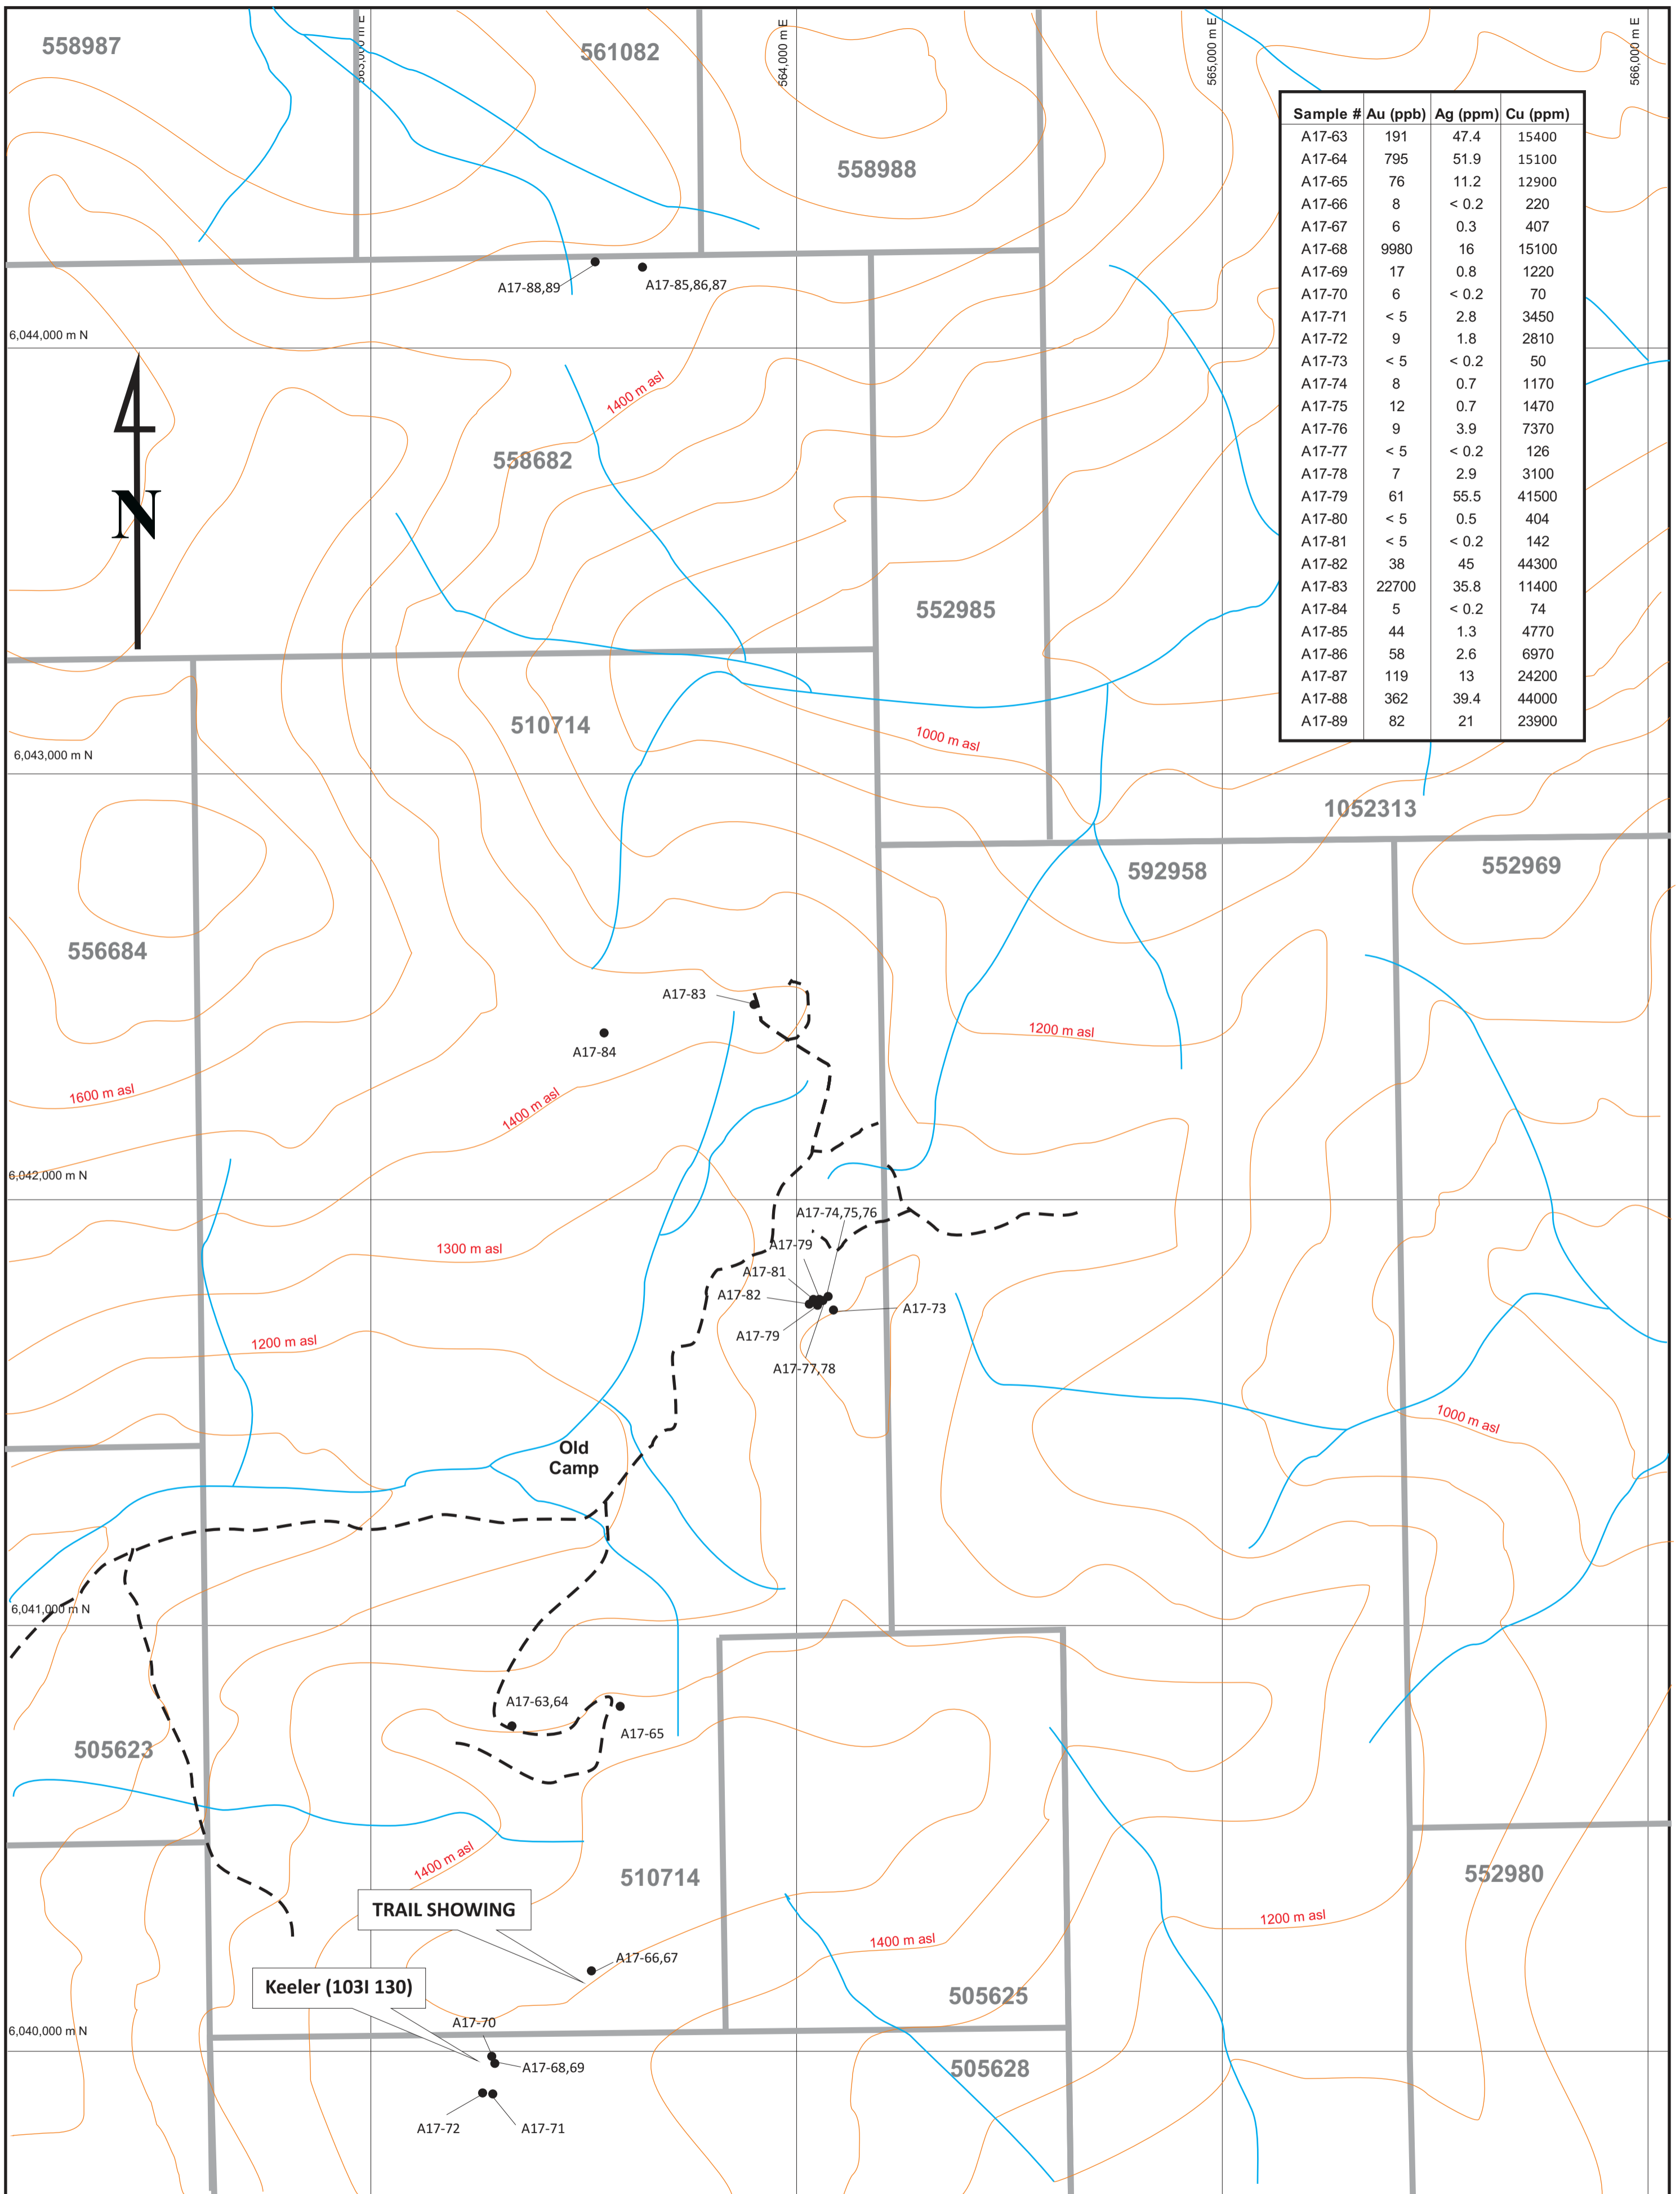 558987
561082
563,000 m E
564,000 m E
565,000 m E
566,000 m E
558988
Sample # Au (ppb) Ag (ppm) Cu (ppm)
A17-63 191 47.4 15400
A17-64 795 51.9 15100
A17-65 76 11.2 12900
A17-66 8 < 0.2 220
A17-67 6 0.3 407
A17-68 9980 16 15100
A17-69 17 0.8 1220
A17-70 6 < 0.2 70
A17-71 < 5 2.8 3450
A17-72 9 1.8 2810
A17-73 < 5 < 0.2 50
A17-74 8 0.7 1170
A17-75 12 0.7 1470
A17-76 9 3.9 7370
A17-77 < 5 < 0.2 126
A17-78 7 2.9 3100
A17-79 61 55.5 41500
A17-80 < 5 0.5 404
A17-81 < 5 < 0.2 142
A17-82 38 45 44300
A17-83 22700 35.8 11400
A17-84 5 < 0.2 74
A17-85 44 1.3 4770
A17-86 58 2.6 6970
A17-87 119 13 24200
A17-88 362 39.4 44000
A17-89 82 21 23900
A17-88,89
A17-85,86,87
6,044,000 m N
1400 m asl
558682
N
552985
510714
1000 m asl
6,043,000 m N
1052313
592958
552969
556684
A17-83
A17-84
1200 m asl
1600 m asl
1400 m asl
6,042,000 m N
A17-74,75,76
A17-79
1300 m asl
A17-81
A17-82
A17-73
A17-79
1200 m asl
A17-77,78
1000 m asl
Old
Camp
6,041,000 m N
A17-63,64
A17-65
505623
1400 m asl
510714
552980
TRAIL SHOWING
1200 m asl
1400 m asl
A17-66,67
Keeler (103I 130)
505625
A17-70
6,040,000 m N
A17-68,69
505628
A17-72
A17-71